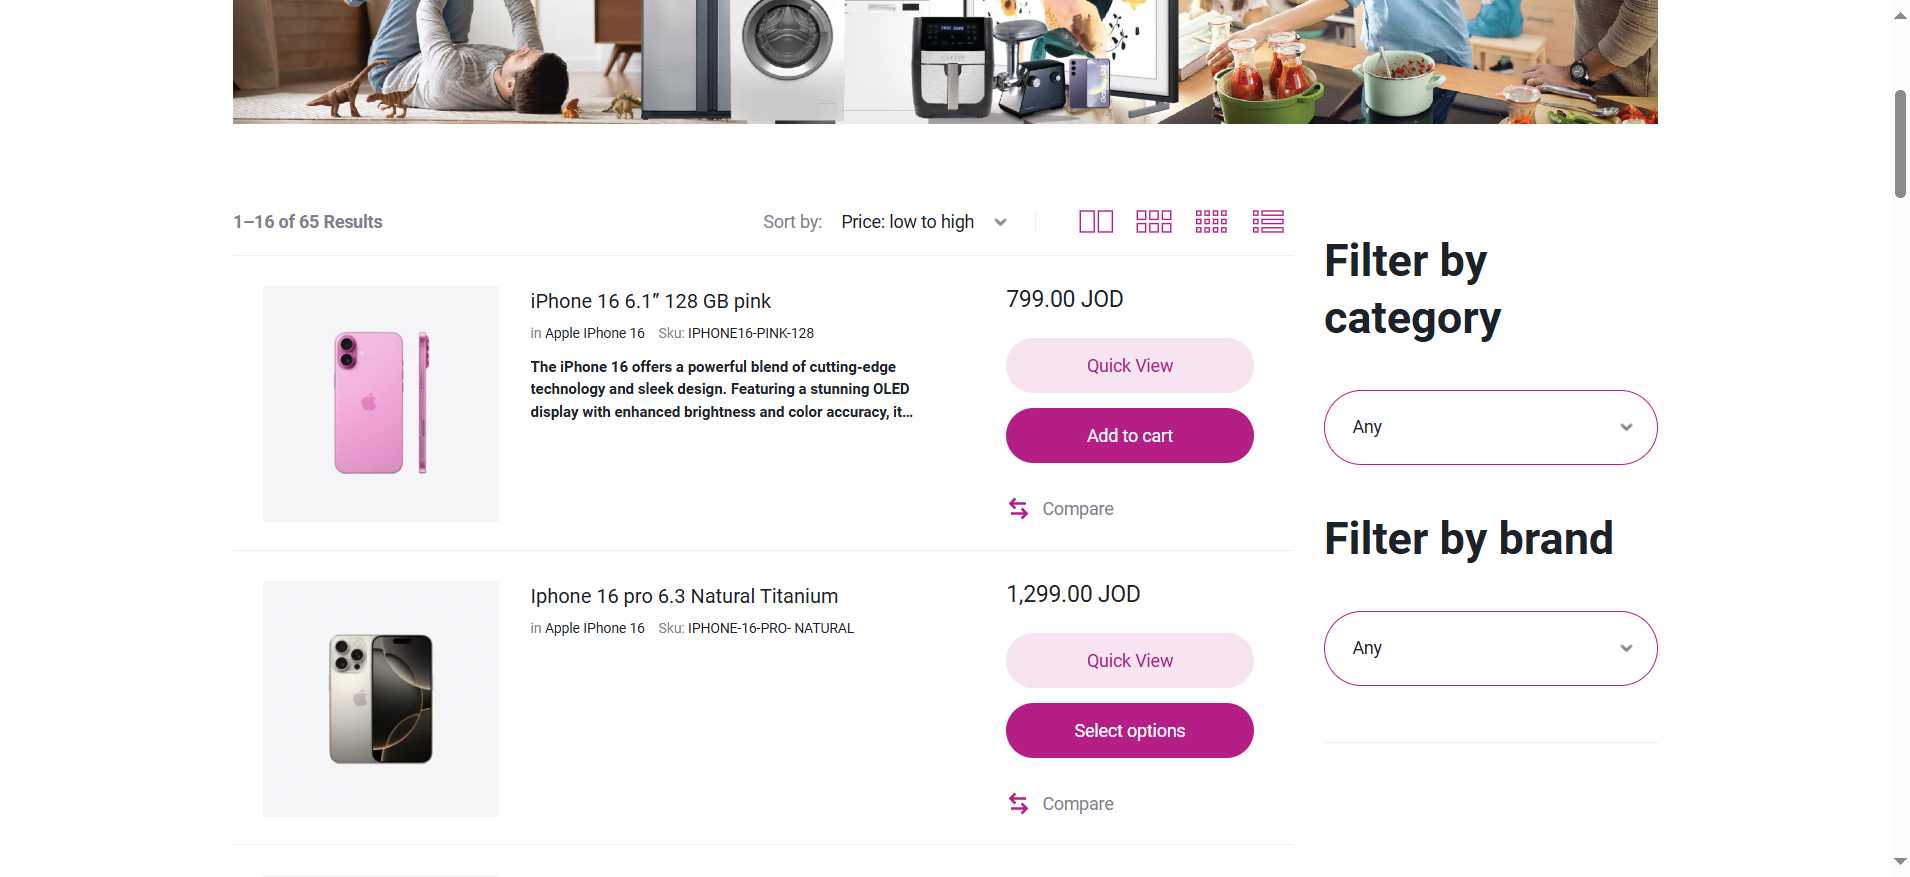 1–16 of 65 Results
Sort by: Price: low to high
iPhone 16 6.1” 128 GB pink
in Apple IPhone 16 Sku: IPHONE16-PINK-128
The iPhone 16 offers a powerful blend of cutting-edge
technology and sleek design. Featuring a stunning OLED
display with enhanced brightness and color accuracy, it...
799.00 JOD
Quick View
Add to cart
Compare
Iphone 16 pro 6.3 Natural Titanium
in Apple IPhone 16 Sku: IPHONE-16-PRO- NATURAL
1,299.00 JOD
Quick View
Select options
Compare
Filter by
category
Any
Filter by brand
Any